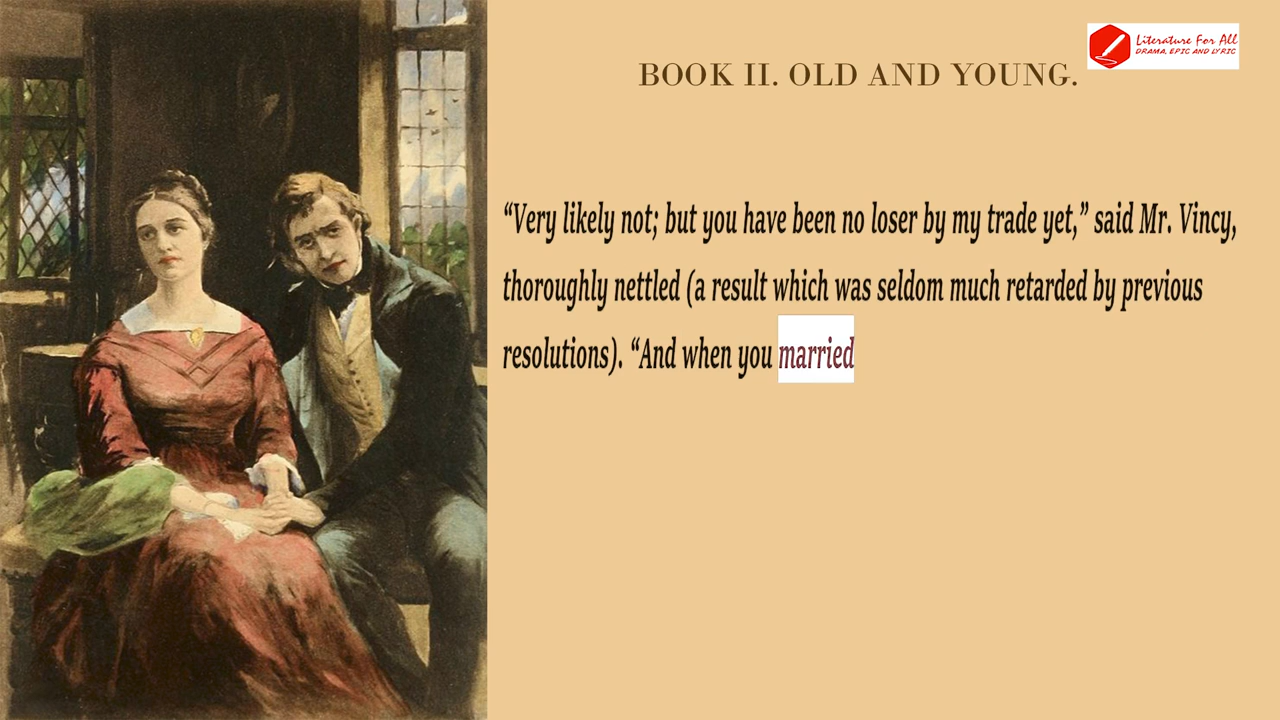 Literature For All
DRAMA, EPIC AND LYRIC
BOOK II. OLD AND YOUNG.
“Very likely not; but you have been no loser by my trade yet,” said Mr. Vincy,
thoroughly nettled (a result which was seldom much retarded by previous
resolutions). “And when you married